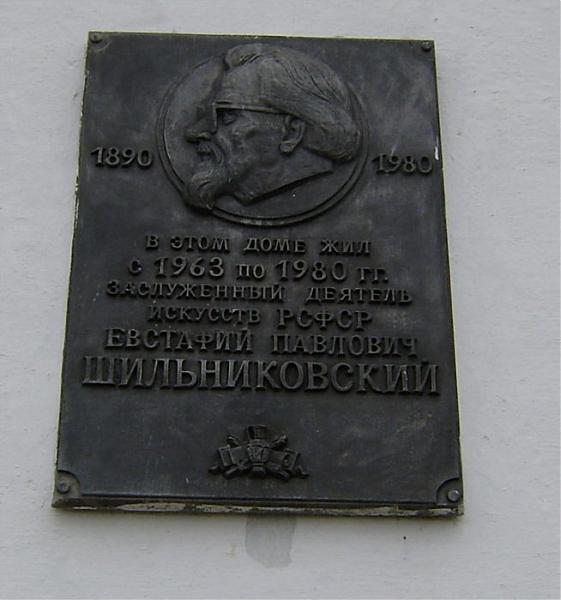 1890 1980
В ЭТОМ ДОМЕ ЖИЛ
С 1963 ПО 1980 ГГ.
ЗАСЛУЖЕННЫЙ ДЕЯТЕЛЬ
ИСКУССТВ РСФСР
ЕВСТАФИЙ ПАВЛОВИЧ
ШИЛЬНИКОВСКИЙ